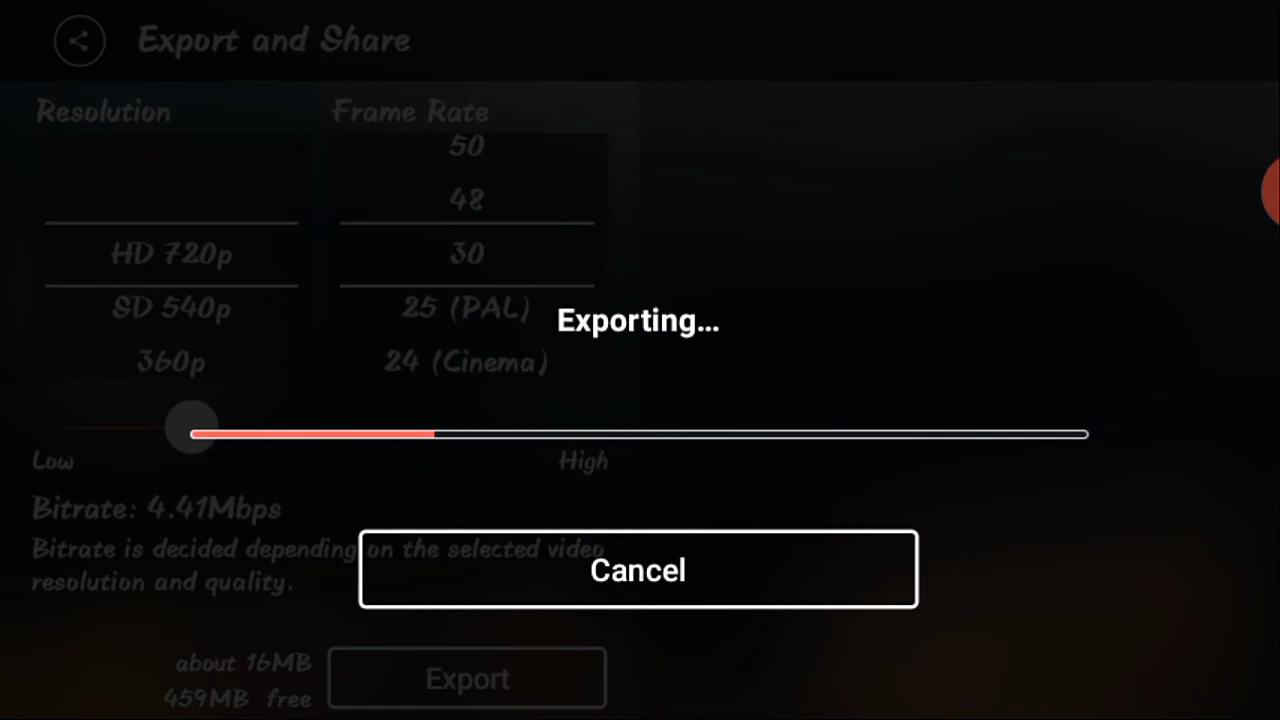 Export and Share
Resolution
Frame Rate
50
48
HD 720p
30
SD 540p
25 (PAL)
360p
24 (Cinema)
Exporting...
Low
High
Bitrate: 4.41Mbps
Bitrate is decided depending on the selected video
resolution and quality.
Cancel
about 16MB
459MB free
Export